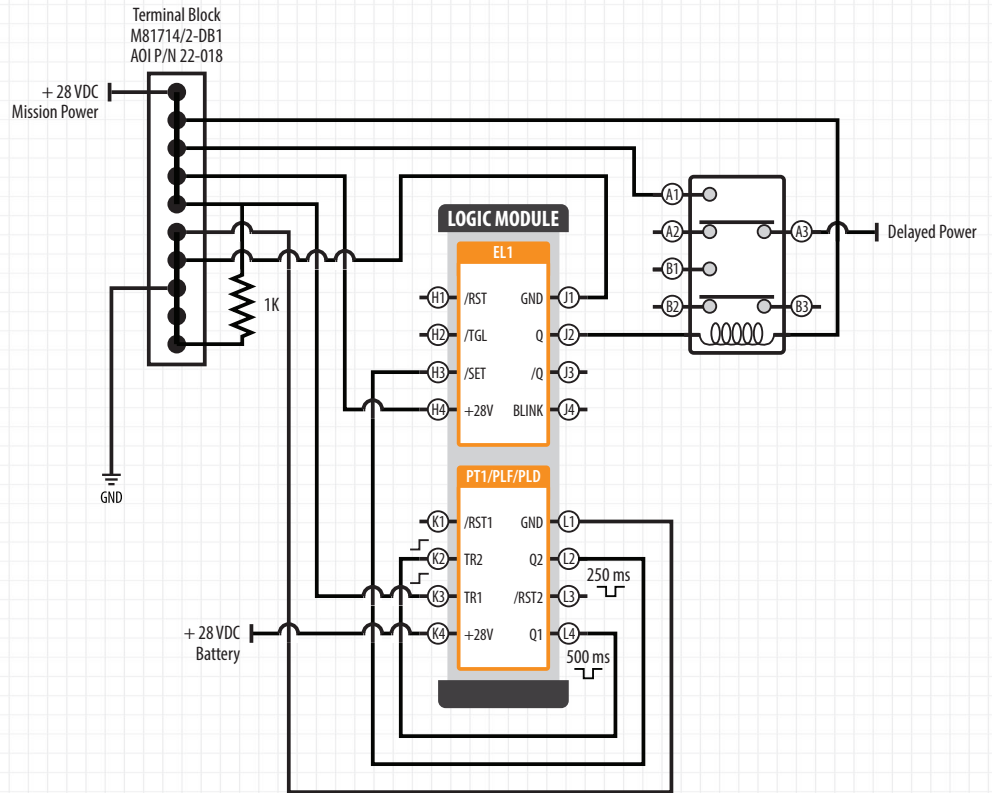 Terminal Block
M81714/2-DB1
AOI P/N 22-018
+ 28 VDC
Mission Power
1K
GND
LOGIC MODULE
EL1
H1 /RST GND J1
H2 /TGL Q J2
H3 /SET /Q J3
H4 +28V BLINK J4
PT1/PLF/PLD
K1 /RST1 GND L1
K2 TR2 Q2 L2
250 ms
K3 TR1 /RST2 L3
K4 +28V Q1 L4
500 ms
+ 28 VDC
Battery
A1
A2 A3
Delayed Power
B1
B2 B3